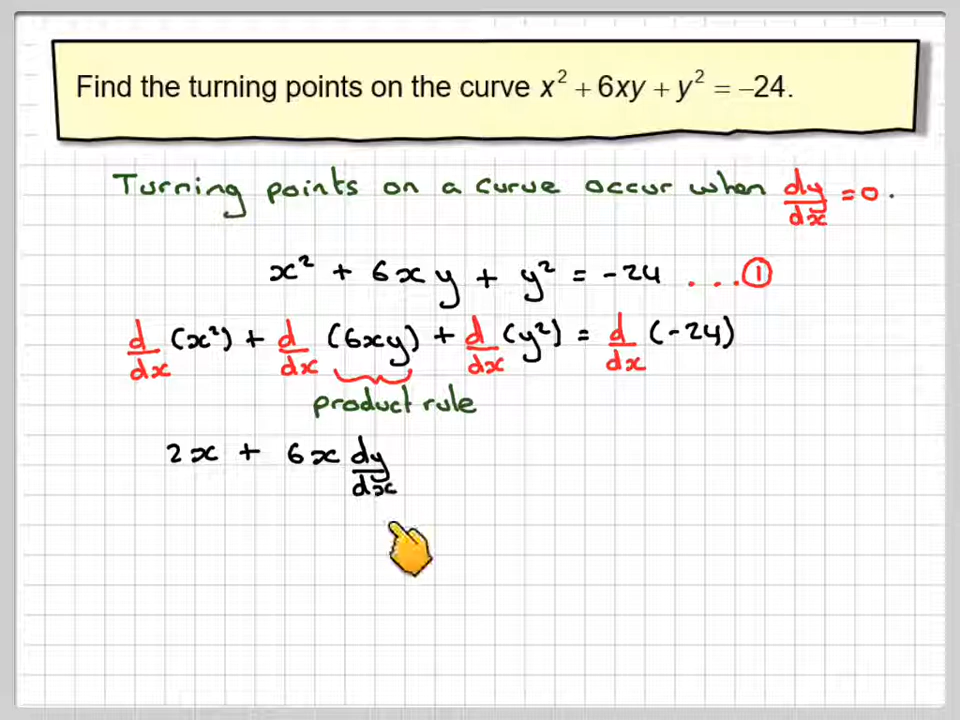 Find the turning points on the curve x² + 6xy + y² = −24.
Turning points on a curve occur when dy/dx = 0.
x² + 6xy + y² = -24 ...①
d/dx (x²) + d/dx (6xy) + d/dx (y²) = d/dx (-24)
product rule
2x + 6x dy/dx